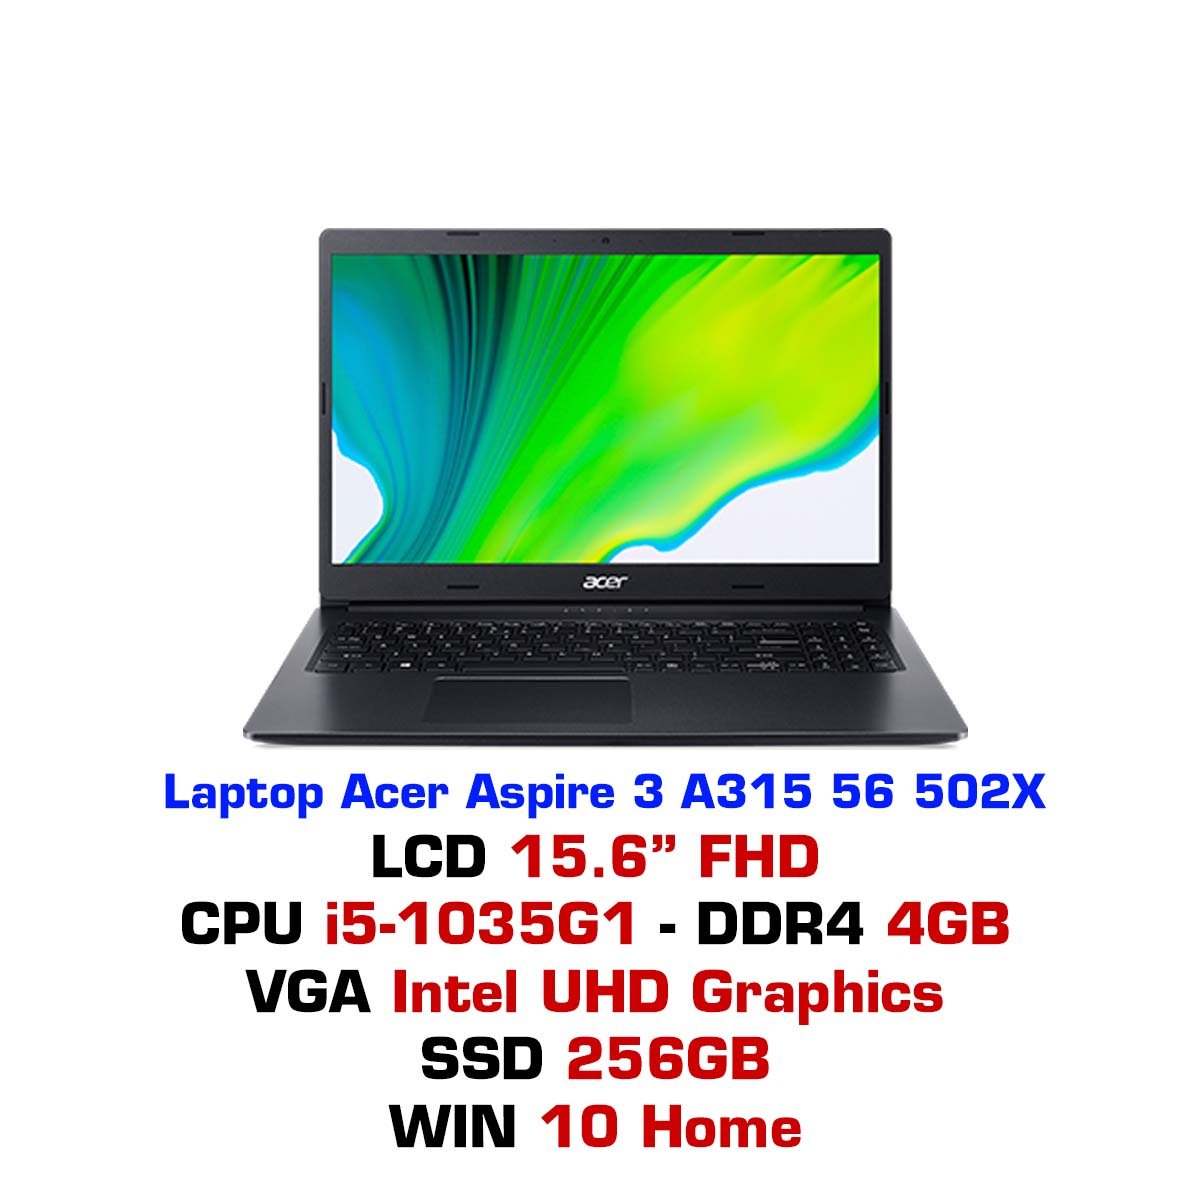 acer
Laptop Acer Aspire 3 A315 56 502X
LCD 15.6” FHD
CPU i5-1035G1 - DDR4 4GB
VGA Intel UHD Graphics
SSD 256GB
WIN 10 Home